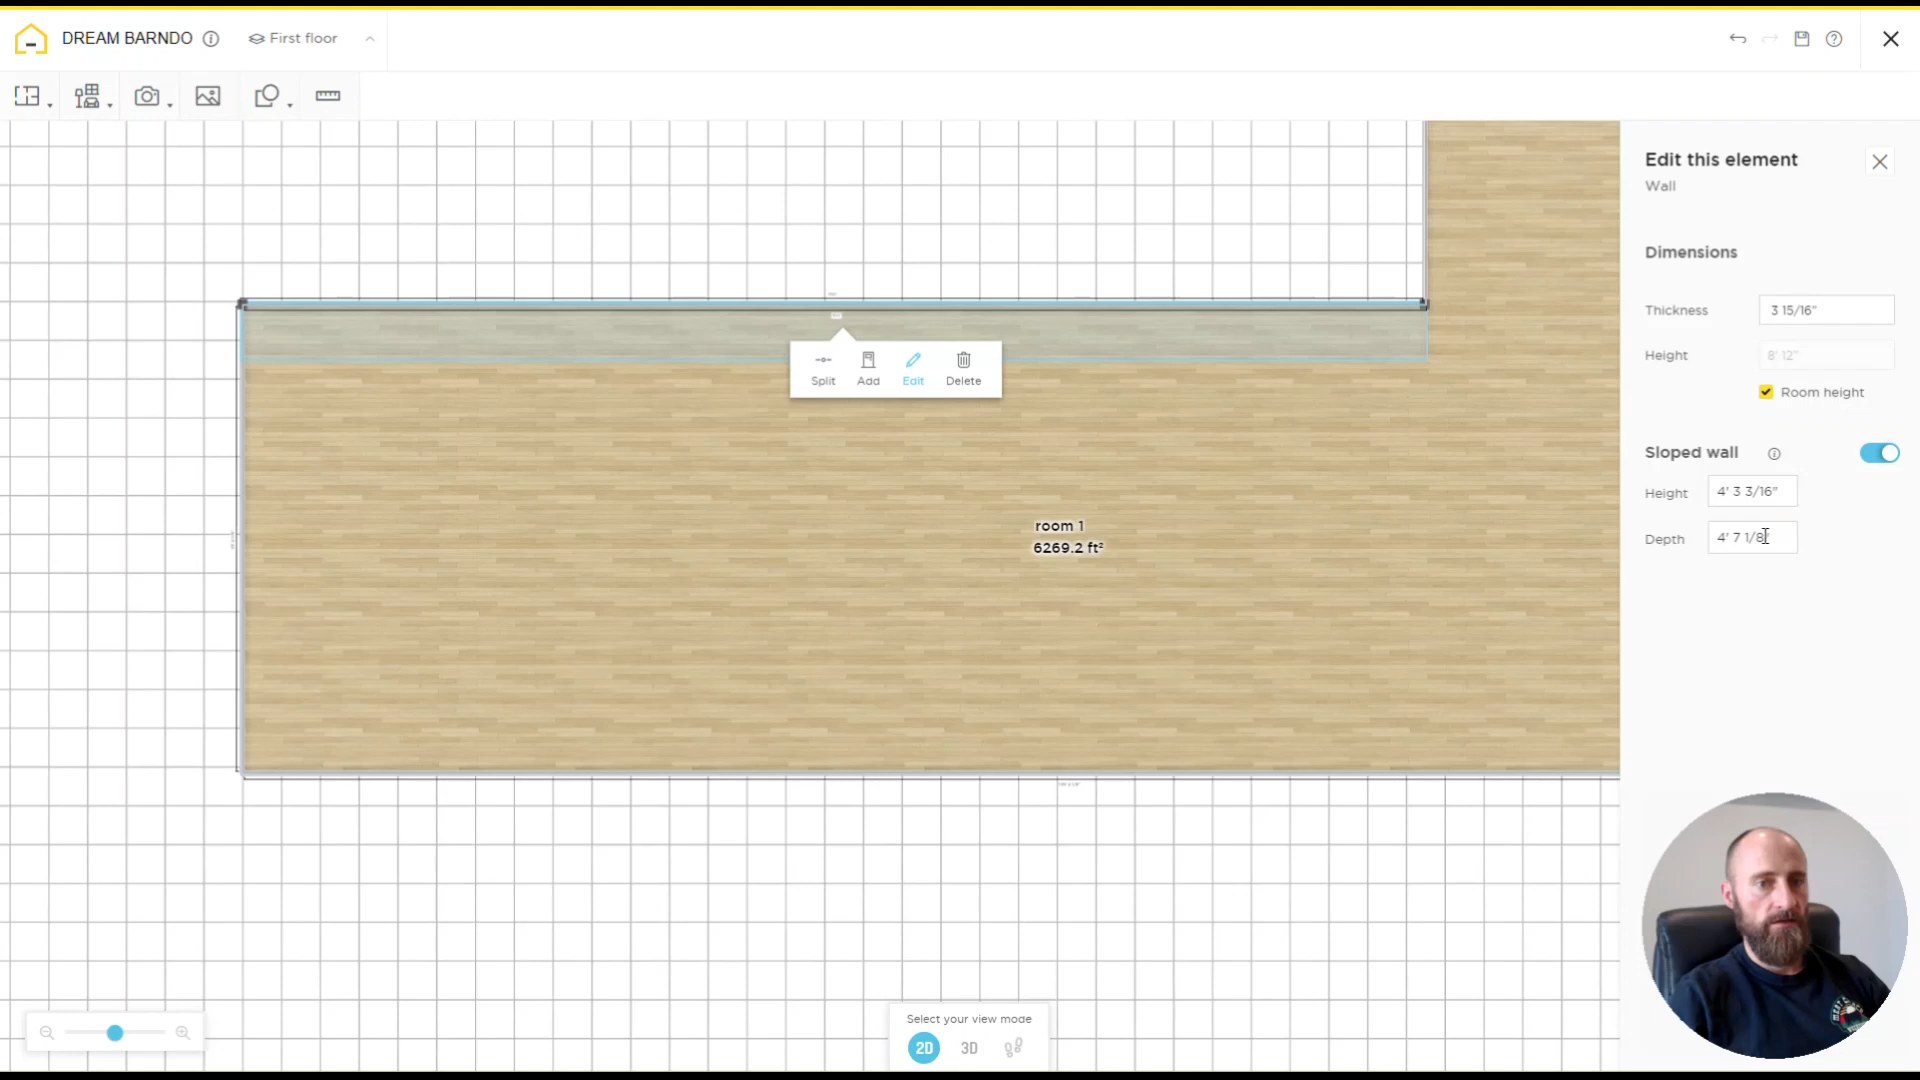 DREAM BARNDO
First floor
Edit this element
Wall
Dimensions
Thickness
3 15/16"
Height
8' 12"
Room height
Split
Add
Edit
Delete
Sloped wall
Height
4' 3 3/16"
Depth
4' 7 1/8"
room 1
6269.2 ft²
Select your view mode
2D
3D